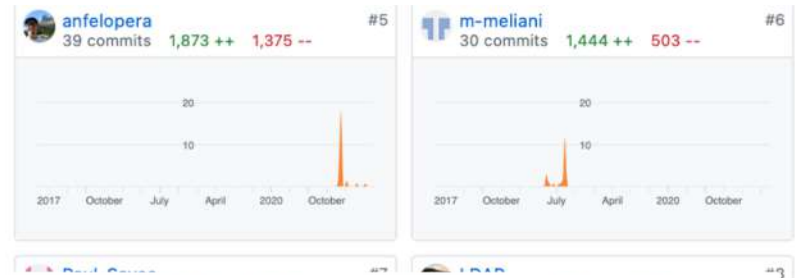 anfelopera #5
39 commits 1,873 ++ 1,375 --
20
10
2017 October July April 2020 October
m-meliani #6
30 commits 1,444 ++ 503 --
20
10
2017 October July April 2020 October
#7
#3